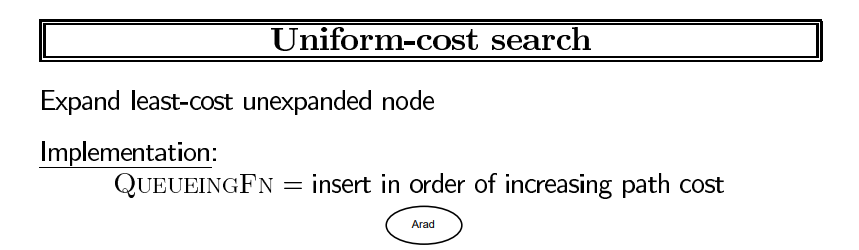 Uniform-cost search
Expand least-cost unexpanded node
Implementation:
QUEUEINGFN = insert in order of increasing path cost
Arad